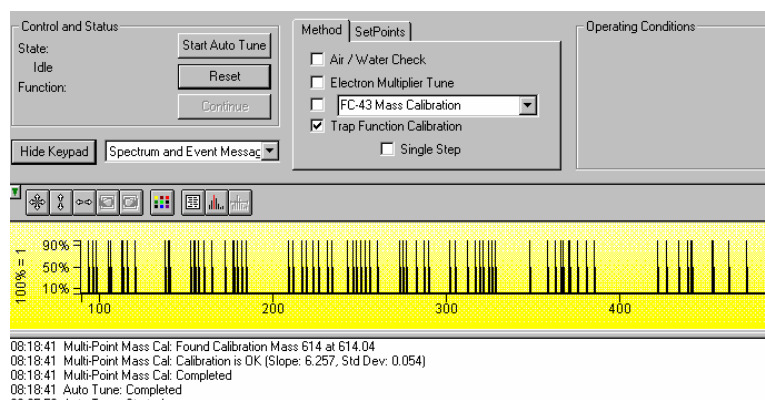 Control and Status
State:
Idle
Function:
Start Auto Tune
Reset
Continue
Hide Keypad
Spectrum and Event Messag
Method
SetPoints
Air / Water Check
Electron Multiplier Tune
FC-43 Mass Calibration
Trap Function Calibration
Single Step
Operating Conditions
100% = 1
90%
50%
10%
100 200 300 400
08:18:41 Multi-Point Mass Cal: Found Calibration Mass 614 at 614.04
08:18:41 Multi-Point Mass Cal: Calibration is OK (Slope: 6.257, Std Dev: 0.054)
08:18:41 Multi-Point Mass Cal: Completed
08:18:41 Auto Tune: Completed